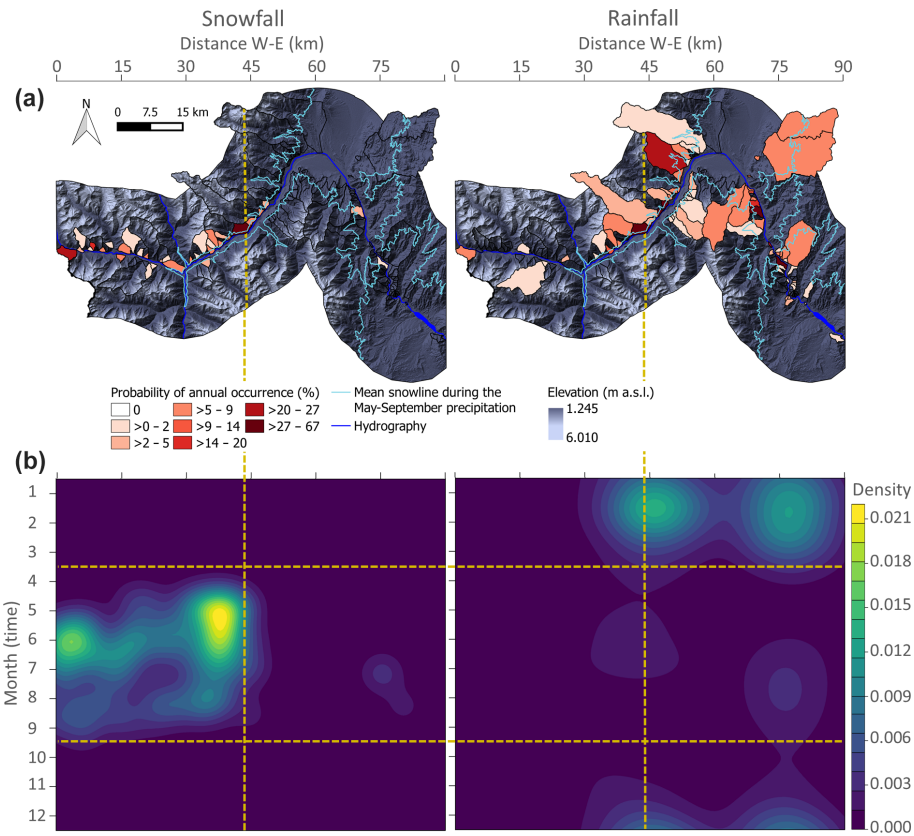 Snowfall Rainfall
Distance W-E (km) Distance W-E (km)
0 15 30 45 60 75 0 15 30 45 60 75 90
(a)
N
0 7.5 15 km
Probability of annual occurrence (%)
0 >5 – 9 >20 – 27
>0 – 2 >9 – 14 >27 – 67
>2 – 5 >14 – 20
Mean snowline during the
May-September precipitation
Hydrography
Elevation (m a.s.l.)
1.245
6.010
(b)
Month (time)
1
2
3
4
5
6
7
8
9
10
11
12
Density
0.021
0.018
0.015
0.012
0.009
0.006
0.003
0.000